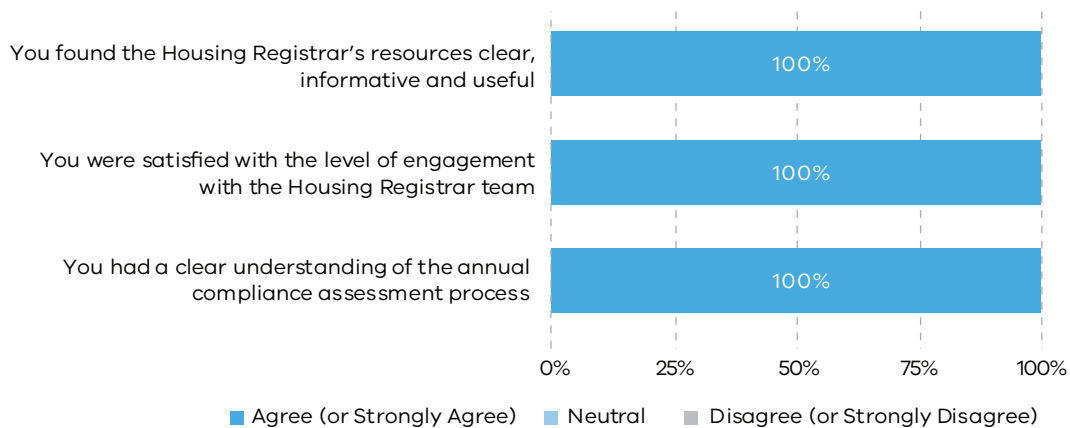 You found the Housing Registrar’s resources clear,
informative and useful
100%
You were satisfied with the level of engagement
with the Housing Registrar team
100%
You had a clear understanding of the annual
compliance assessment process
100%
0% 25% 50% 75% 100%
Agree (or Strongly Agree) Neutral Disagree (or Strongly Disagree)